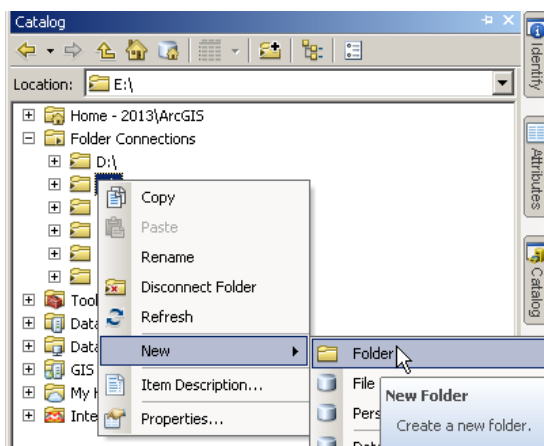 Catalog
Location: E:\
Home - 2013\ArcGIS
Folder Connections
D:\
Copy
Paste
Rename
Disconnect Folder
Refresh
New
Item Description...
Properties...
Tool
Data
Data
GIS
My
Inte
Folder
File
Pers
New Folder
Create a new folder.
Identify
Attributes
Catalog